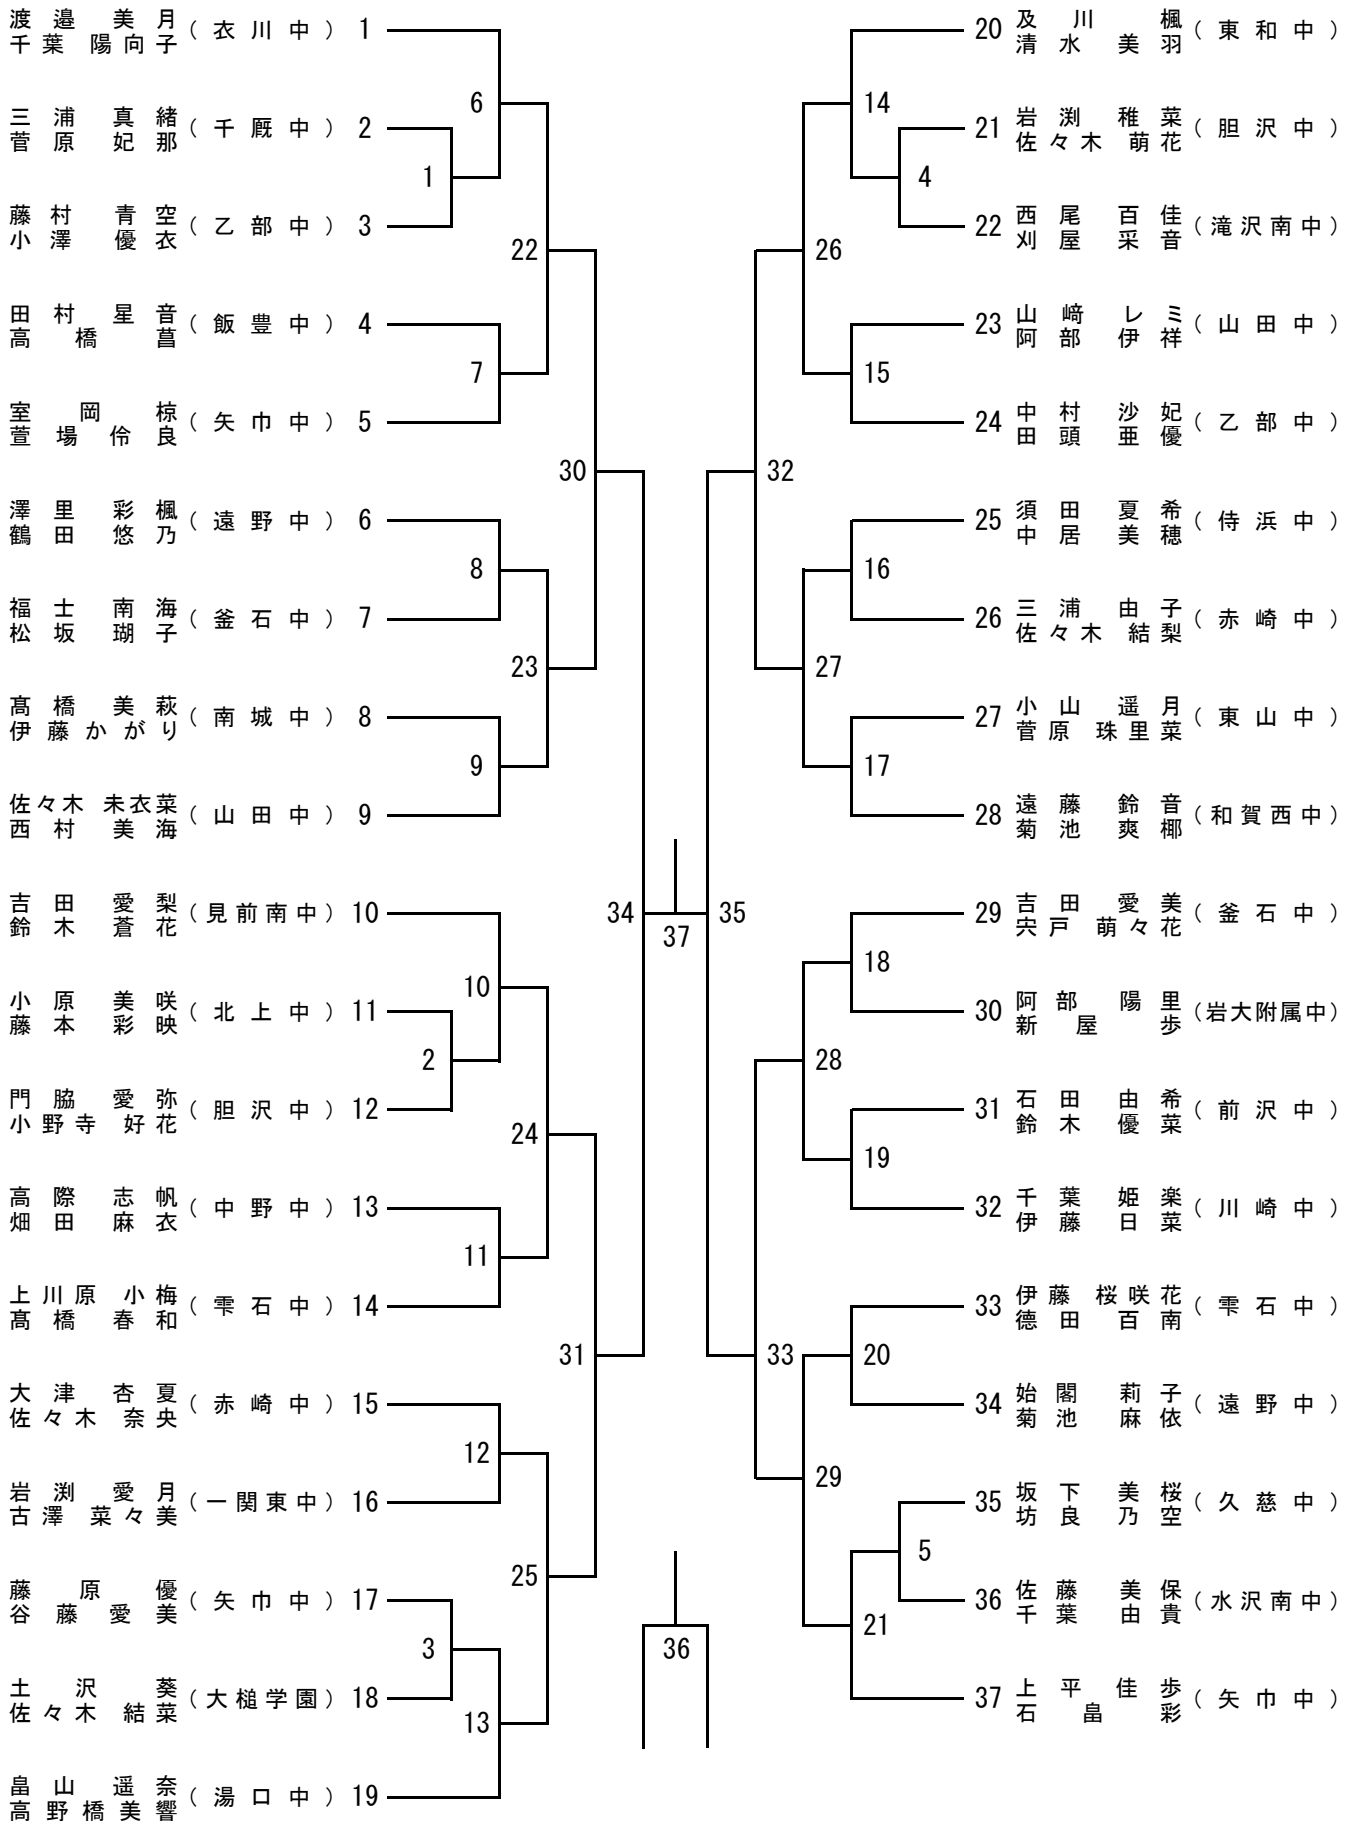 渡邉美月
千葉陽向子 (衣川中) 1
三浦真緒
菅原妃那 (千厩中) 2
藤村青空
小澤優衣 (乙部中) 3
田村星音
高橋菖 (飯豊中) 4
室岡椋
萱場伶良 (矢巾中) 5
澤里彩楓
鶴田悠乃 (遠野中) 6
福士南海
松坂瑚子 (釜石中) 7
髙橋美萩
伊藤かがり (南城中) 8
佐々木未衣菜
西村美海 (山田中) 9
吉田愛梨
鈴木蒼花 (見前南中) 10
小原美咲
藤本彩映 (北上中) 11
門脇愛弥
小野寺好花 (胆沢中) 12
高際志帆
畑田麻衣 (中野中) 13
上川原小梅
髙橋春和 (雫石中) 14
大津杏夏
佐々木奈央 (赤崎中) 15
岩渕愛月
古澤菜々美 (一関東中) 16
藤原優
谷藤愛美 (矢巾中) 17
土沢葵
佐々木結菜 (大槌学園) 18
畠山遥奈
高野橋美響 (湯口中) 19
6
1
22
7
30
8
23
9
34
10
2
24
11
31
12
25
3
13
37
36
35
14
4
26
15
32
16
27
17
18
28
19
33
20
29
5
21
20 及川楓
清水美羽 (東和中)
21 岩渕稚菜
佐々木萌花 (胆沢中)
22 西尾百佳
刈屋采音 (滝沢南中)
23 山﨑レミ
阿部伊祥 (山田中)
24 中村沙妃
田頭亜優 (乙部中)
25 須田夏希
中居美穂 (侍浜中)
26 三浦由子
佐々木結梨 (赤崎中)
27 小山遥月
菅原珠里菜 (東山中)
28 遠藤鈴音
菊池爽椰 (和賀西中)
29 吉田愛美
宍戸萌々花 (釜石中)
30 阿部陽里
新屋歩 (岩大附属中)
31 石田由希
鈴木優菜 (前沢中)
32 千葉姫楽
伊藤日菜 (川崎中)
33 伊藤桜咲花
德田百南 (雫石中)
34 始閣莉子
菊池麻依 (遠野中)
35 坂下美桜
坊良乃空 (久慈中)
36 佐藤美保
千葉由貴 (水沢南中)
37 上平佳歩
石畠彩 (矢巾中)